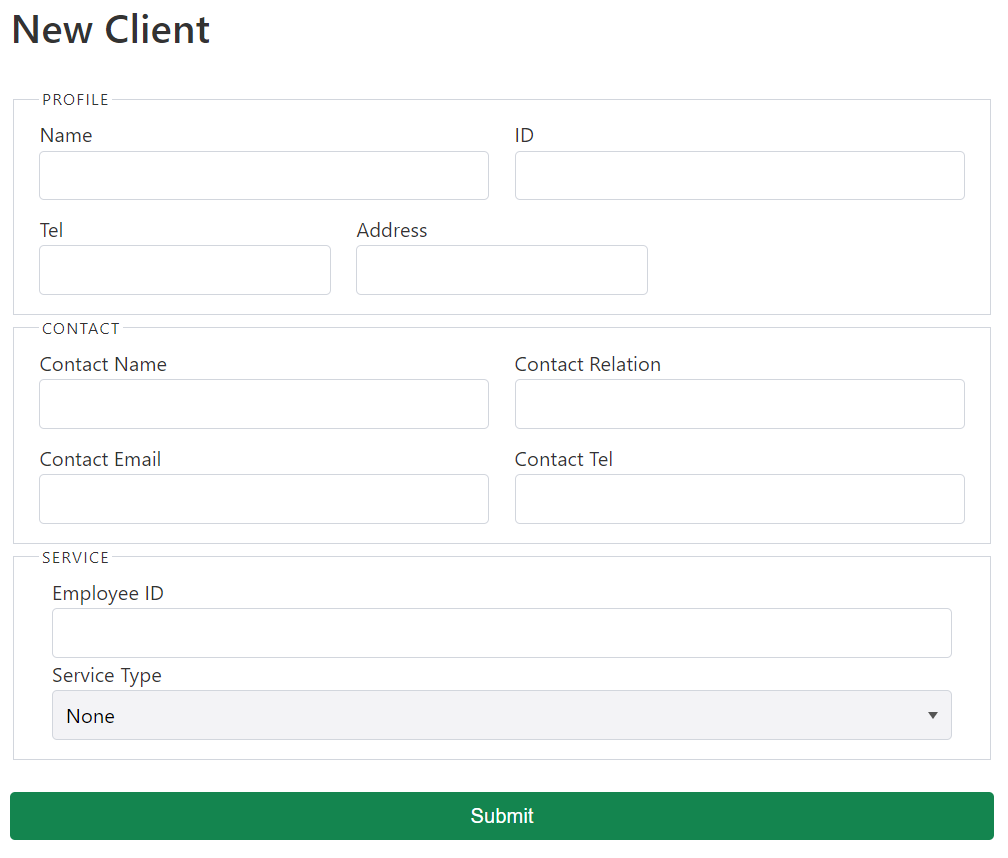 New Client
PROFILE
Name ID
Tel Address
CONTACT
Contact Name Contact Relation
Contact Email Contact Tel
SERVICE
Employee ID
Service Type
None
Submit